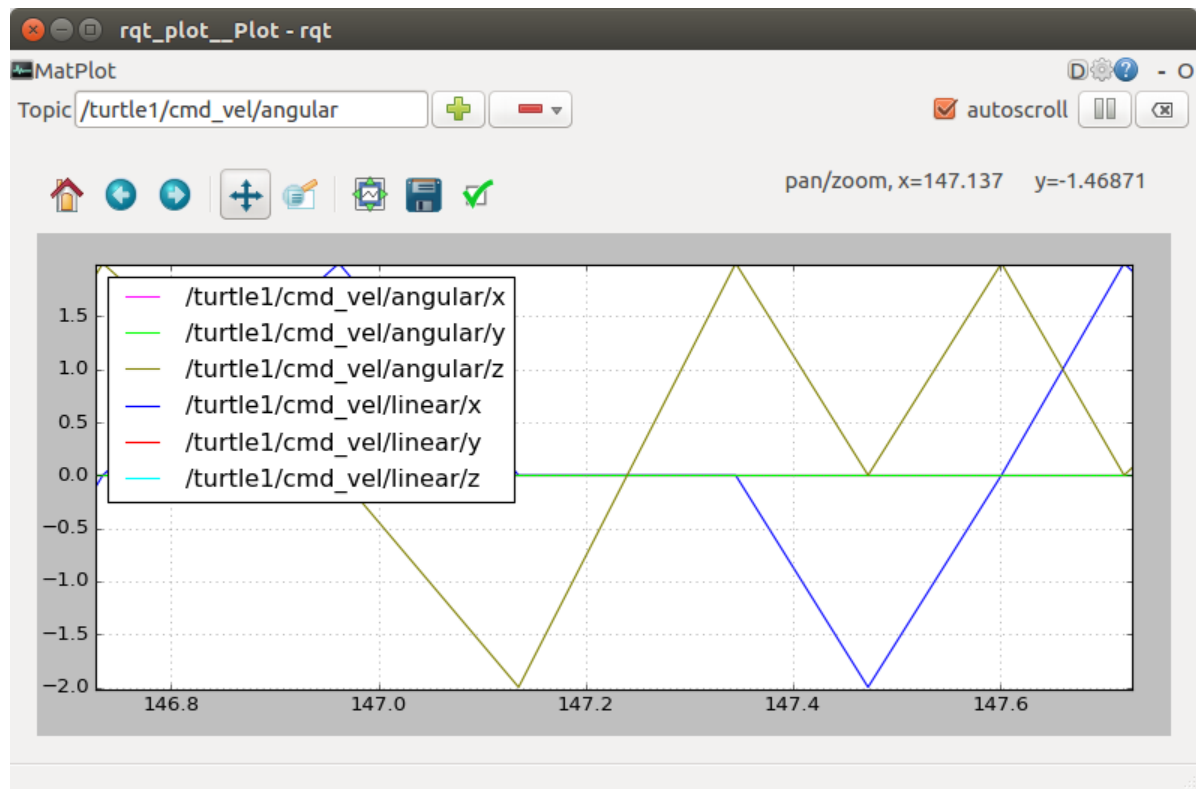 rqt_plot__Plot - rqt
MatPlot
D
?
- O
Topic /turtle1/cmd_vel/angular
autoscroll
pan/zoom, x=147.137 y=-1.46871
/turtle1/cmd_vel/angular/x
/turtle1/cmd_vel/angular/y
/turtle1/cmd_vel/angular/z
/turtle1/cmd_vel/linear/x
/turtle1/cmd_vel/linear/y
/turtle1/cmd_vel/linear/z
1.5
1.0
0.5
0.0
−0.5
−1.0
−1.5
−2.0
146.8 147.0 147.2 147.4 147.6